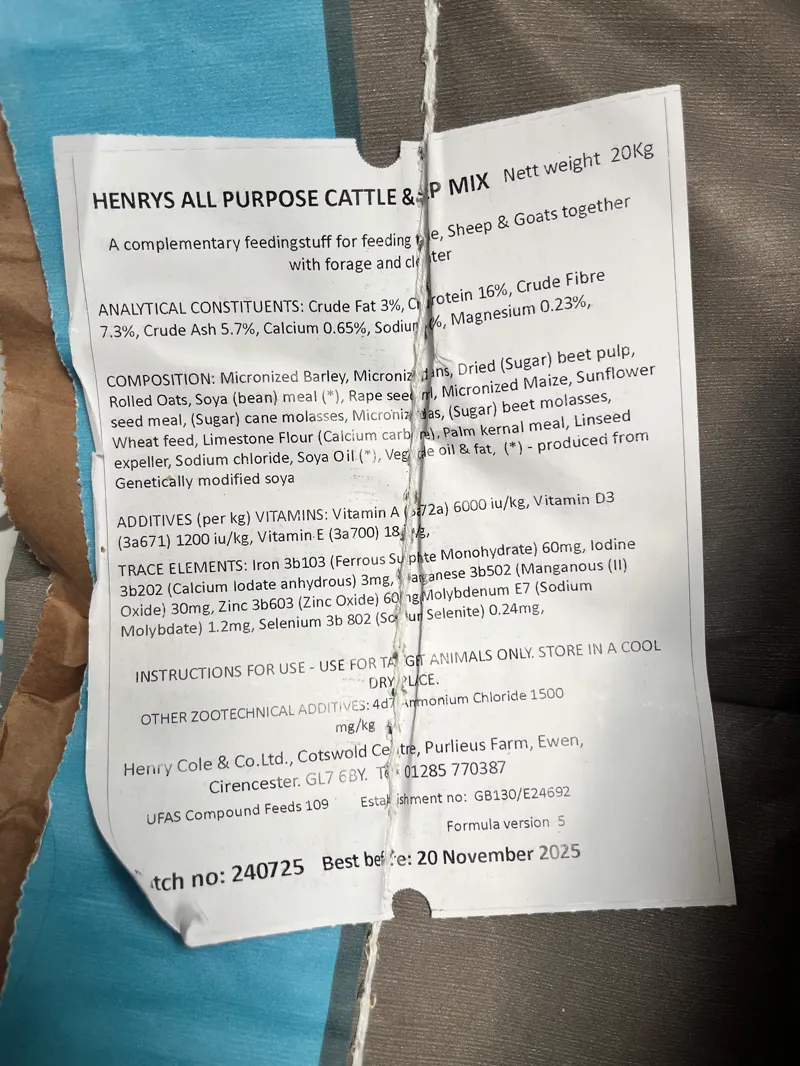 HENRYS ALL PURPOSE CATTLE & MIX Nett weight 20Kg
A complementary feedingstuff for feeding Sheep & Goats together
with forage and
ANALYTICAL CONSTITUENTS: Crude Fat 3%, 16%, Crude Fibre
7.3%, Crude Ash 5.7%, Calcium 0.65%, Magnesium 0.23%,
COMPOSITION: Micronized Barley, Dried (Sugar) beet pulp,
Rolled Oats, Soya (bean) meal (*), Rape Micronized Maize, Sunflower
seed meal, (Sugar) cane molasses, (Sugar) beet molasses,
Wheat feed, Limestone Flour (Calcium Palm kernal meal, Linseed
expeller, Sodium chloride, Soya Oil (*), oil & fat, (*) - produced from
Genetically modified soya
ADDITIVES (per kg) VITAMINS: Vitamin A 6000 iu/kg, Vitamin D3
(3a671) 1200 iu/kg, Vitamin E (3a700)
TRACE ELEMENTS: Iron 3b103 (Ferrous Monohydrate) 60mg, Iodine
3b202 (Calcium Iodate anhydrous) 3mg, 3b502 (Manganous (II)
Oxide) 30mg, Zinc 3b603 (Zinc Oxide) Molybdenum E7 (Sodium
Molybdate) 1.2mg, Selenium 3b 802 Selenite) 0.24mg,
INSTRUCTIONS FOR USE - USE FOR TARGET ANIMALS ONLY. STORE IN A COOL
DRY PLACE.
OTHER ZOOTECHNICAL ADDITIVES: 4d7 Ammonium Chloride 1500
mg/kg
Henry Cole & Co.Ltd., Cotswold Centre, Purlieus Farm, Ewen,
Cirencester. GL7 6BY. 01285 770387
UFAS Compound Feeds 109 Establishment no: GB130/E24692
Formula version 5
no: 240725 Best before: 20 November 2025